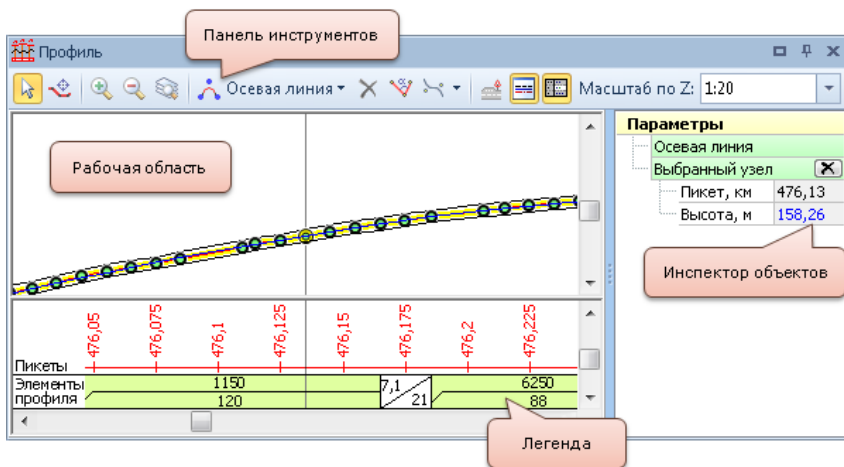 Панель инструментов
Профиль
Осевая линия
Масштаб по Z: 1:20
Рабочая область
Параметры
Осевая линия
Выбранный узел
Пикет, км 476,13
Высота, м 158,26
Инспектор объектов
476,05 476,075 476,1 476,125 476,15 476,175 476,2 476,225
Пикеты
Элементы 1150 7,1 6250
профиля 120 21 88
Легенда